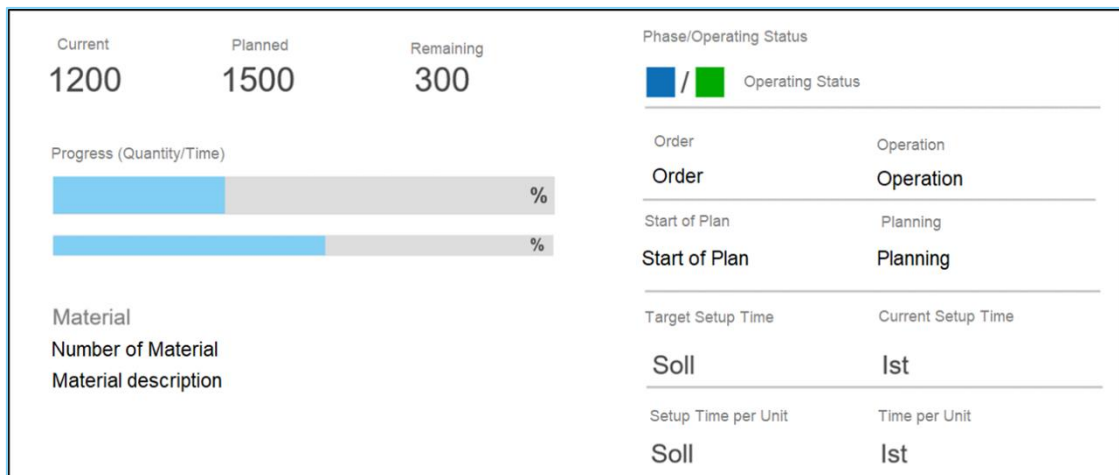 Current Planned Remaining
1200 1500 300
Progress (Quantity/Time)
%
%
Material
Number of Material
Material description
Phase/Operating Status
/ Operating Status
Order Operation
Order Operation
Start of Plan Planning
Start of Plan Planning
Target Setup Time Current Setup Time
Soll Ist
Setup Time per Unit Time per Unit
Soll Ist